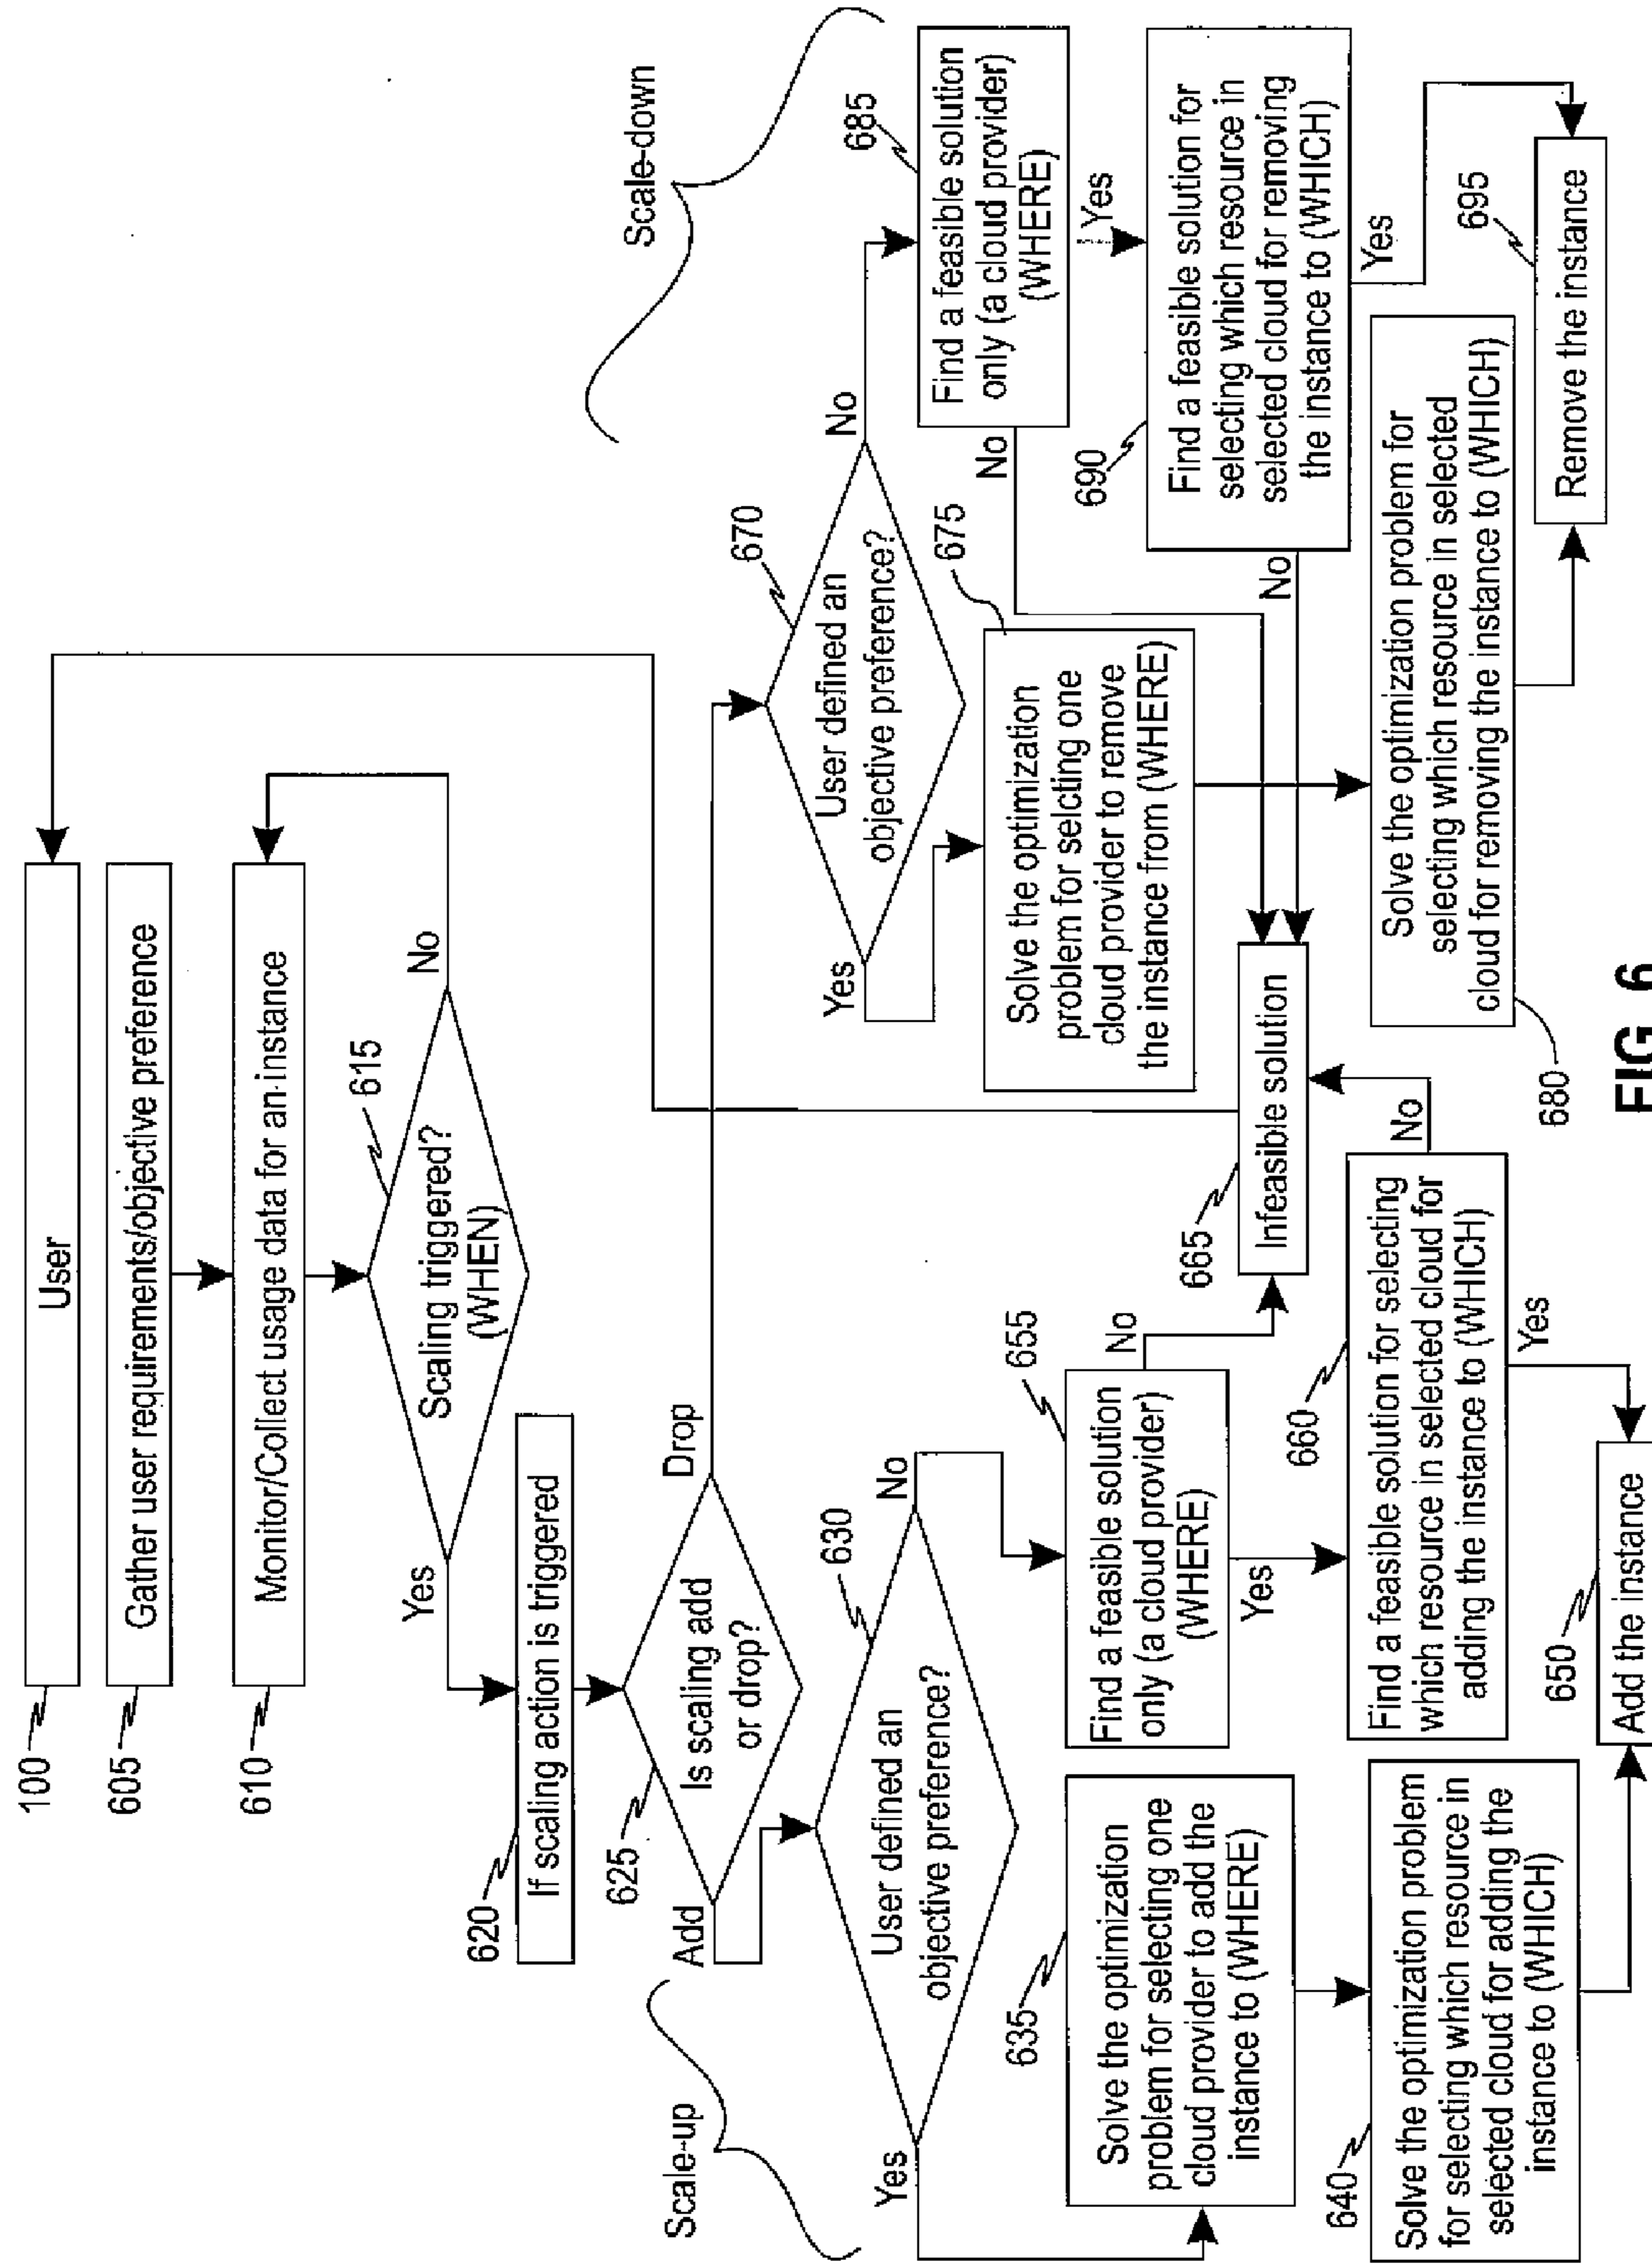 100
User
605
Gather user requirements/objective preference
610
Monitor/Collect usage data for an instance
615
Scaling triggered?
(WHEN)
Yes
No
620
If scaling action is triggered
625
Is scaling add
or drop?
Add
Drop
Scale-up
630
User defined an
objective preference?
Yes
No
635
Solve the optimization
problem for selecting one
cloud provider to add the
instance to (WHERE)
640
Solve the optimization problem
for selecting which resource in
selected cloud for adding the
instance to (WHICH)
655
Find a feasible solution
only (a cloud provider)
(WHERE)
No
Yes
660
Find a feasible solution for selecting
which resource in selected cloud for
adding the instance to (WHICH)
No
Yes
650
Add the instance
665
Infeasible solution
Scale-down
670
User defined an
objective preference?
Yes
No
675
Solve the optimization
problem for selcting one
cloud provider to remove
the instance from (WHERE)
680
Solve the optimization problem for
selecting which resource in selected
cloud for removing the instance to (WHICH)
685
Find a feasible solution
only (a cloud provider)
(WHERE)
No
Yes
690
Find a feasible solution for
selecting which resource in
selected cloud for removing
the instance to (WHICH)
No
Yes
695
Remove the instance
FIG. 6